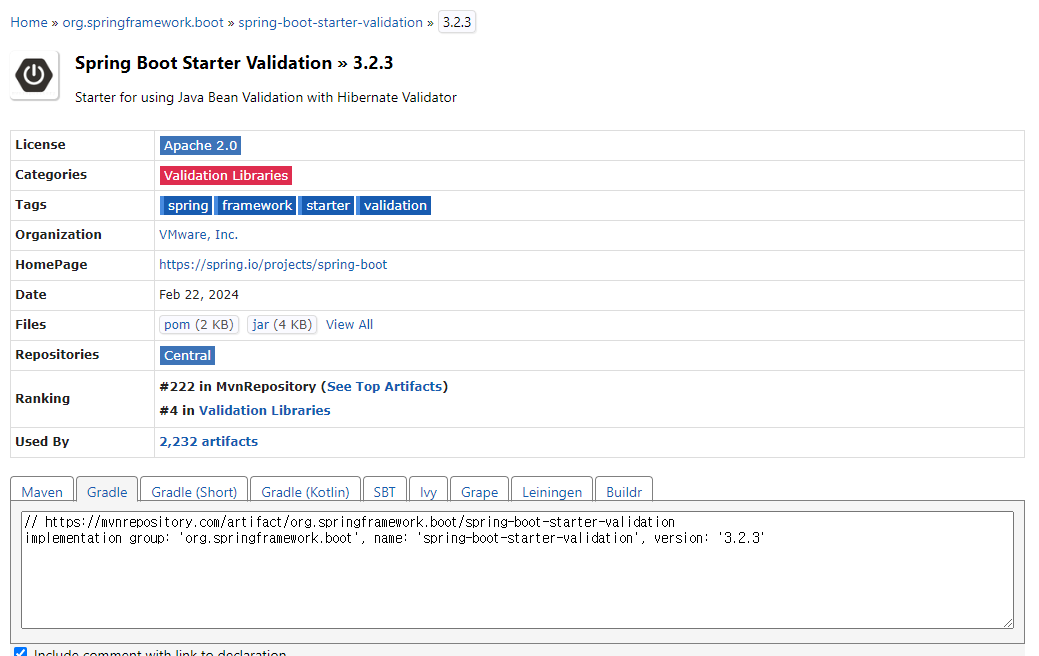 Home » org.springframework.boot » spring-boot-starter-validation » 3.2.3
Spring Boot Starter Validation » 3.2.3
Starter for using Java Bean Validation with Hibernate Validator
License Apache 2.0
Categories Validation Libraries
Tags spring framework starter validation
Organization VMware, Inc.
HomePage https://spring.io/projects/spring-boot
Date Feb 22, 2024
Files pom (2 KB) jar (4 KB) View All
Repositories Central
Ranking #222 in MvnRepository (See Top Artifacts)
#4 in Validation Libraries
Used By 2,232 artifacts
Maven Gradle Gradle (Short) Gradle (Kotlin) SBT Ivy Grape Leiningen Buildr
// https://mvnrepository.com/artifact/org.springframework.boot/spring-boot-starter-validation
implementation group: 'org.springframework.boot', name: 'spring-boot-starter-validation', version: '3.2.3'
Include comment with link to declaration